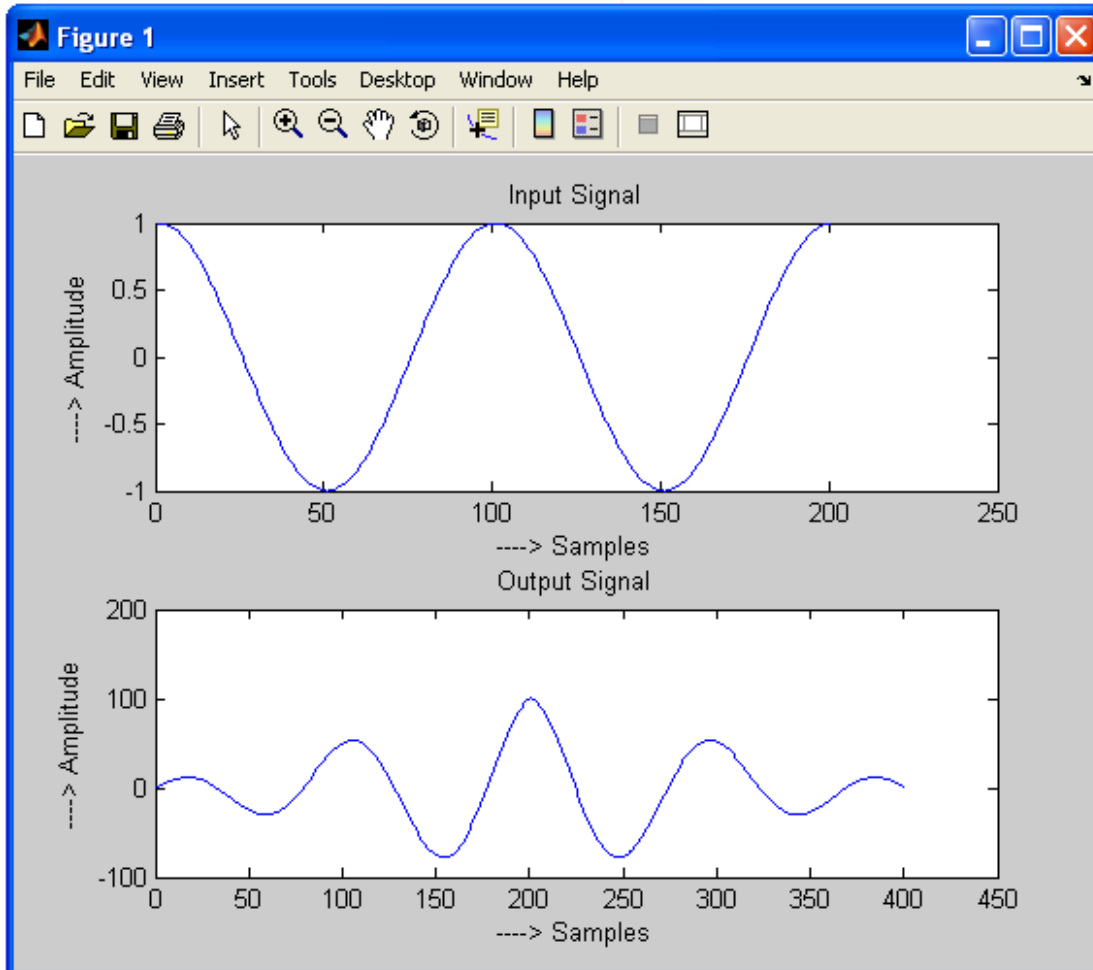 Figure 1
File Edit View Insert Tools Desktop Window Help
Input Signal
1
0.5
0
-0.5
-1
----> Amplitude
0 50 100 150 200 250
----> Samples
Output Signal
200
100
0
-100
----> Amplitude
0 50 100 150 200 250 300 350 400 450
----> Samples